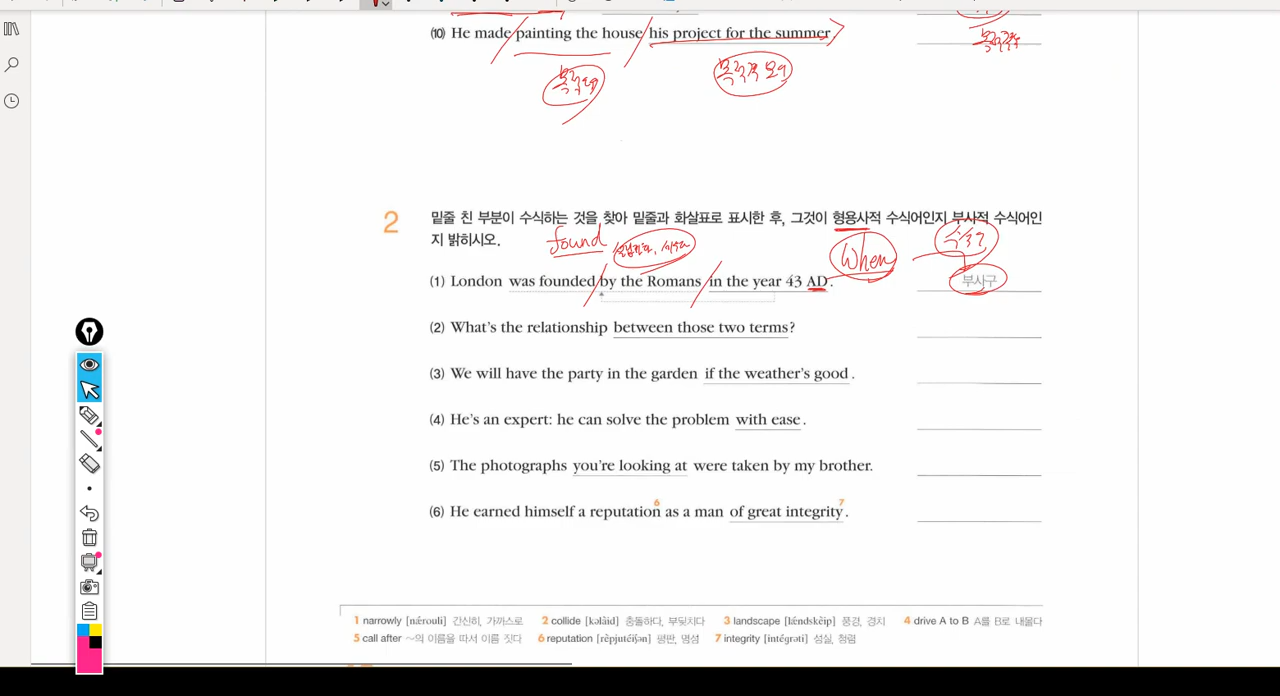 (10) He made painting the house his project for the summer
목적어
목적격 보어
2 밑줄 친 부분이 수식하는 것을 찾아 밑줄과 화살표로 표시한 후, 그것이 형용사적 수식어인지 부사적 수식어인
지 밝히시오.
found
When
(1) London was founded by the Romans in the year 43 AD. 부사구
(2) What's the relationship between those two terms?
(3) We will have the party in the garden if the weather's good.
(4) He's an expert: he can solve the problem with ease.
(5) The photographs you're looking at were taken by my brother.
(6) He earned himself a reputation6 as a man of great integrity7.
1 narrowly [nǽrouli] 간신히, 가까스로 2 collide [kəláid] 충돌하다, 부딪치다 3 landscape [lǽndskèip] 풍경, 경치 4 drive A to B A를 B로 내몰다
5 call after ~의 이름을 따서 이름 짓다 6 reputation [rèpjutéiʃən] 평판, 명성 7 integrity [intégrəti] 성실, 청렴